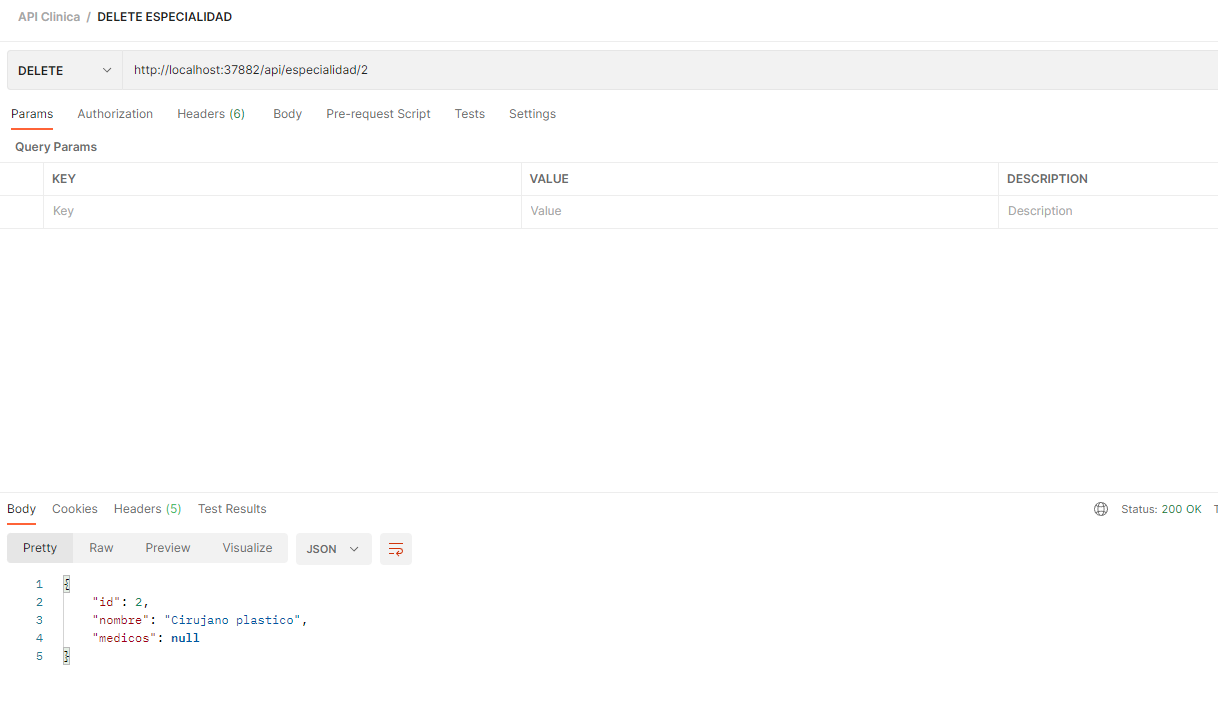 API Clinica / DELETE ESPECIALIDAD
DELETE http://localhost:37882/api/especialidad/2
Params Authorization Headers (6) Body Pre-request Script Tests Settings
Query Params
KEY VALUE DESCRIPTION
Key Value Description
Body Cookies Headers (5) Test Results Status: 200 OK
Pretty Raw Preview Visualize JSON
1 {
2 "id": 2,
3 "nombre": "Cirujano plastico",
4 "medicos": null
5 }